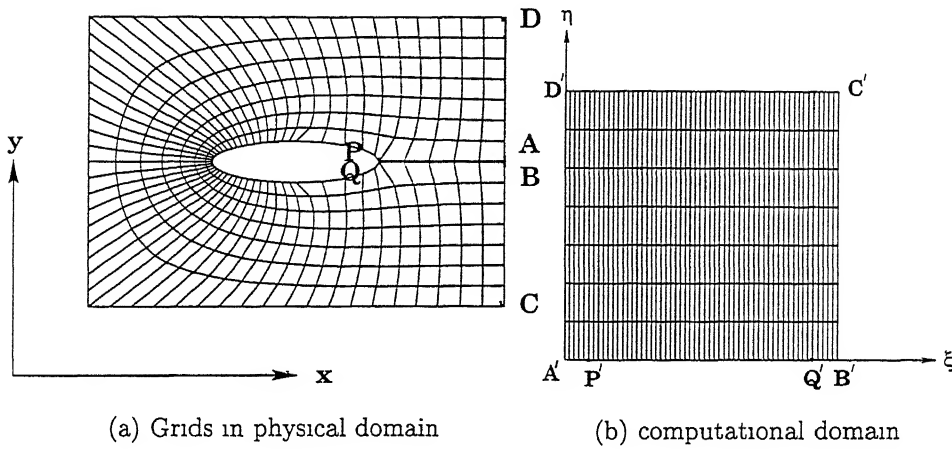 D
y
A
P
B
Q
C
x
(a) Grids in physical domain
η
D′
C′
A′
P′
Q′
B′
ξ
(b) computational domain